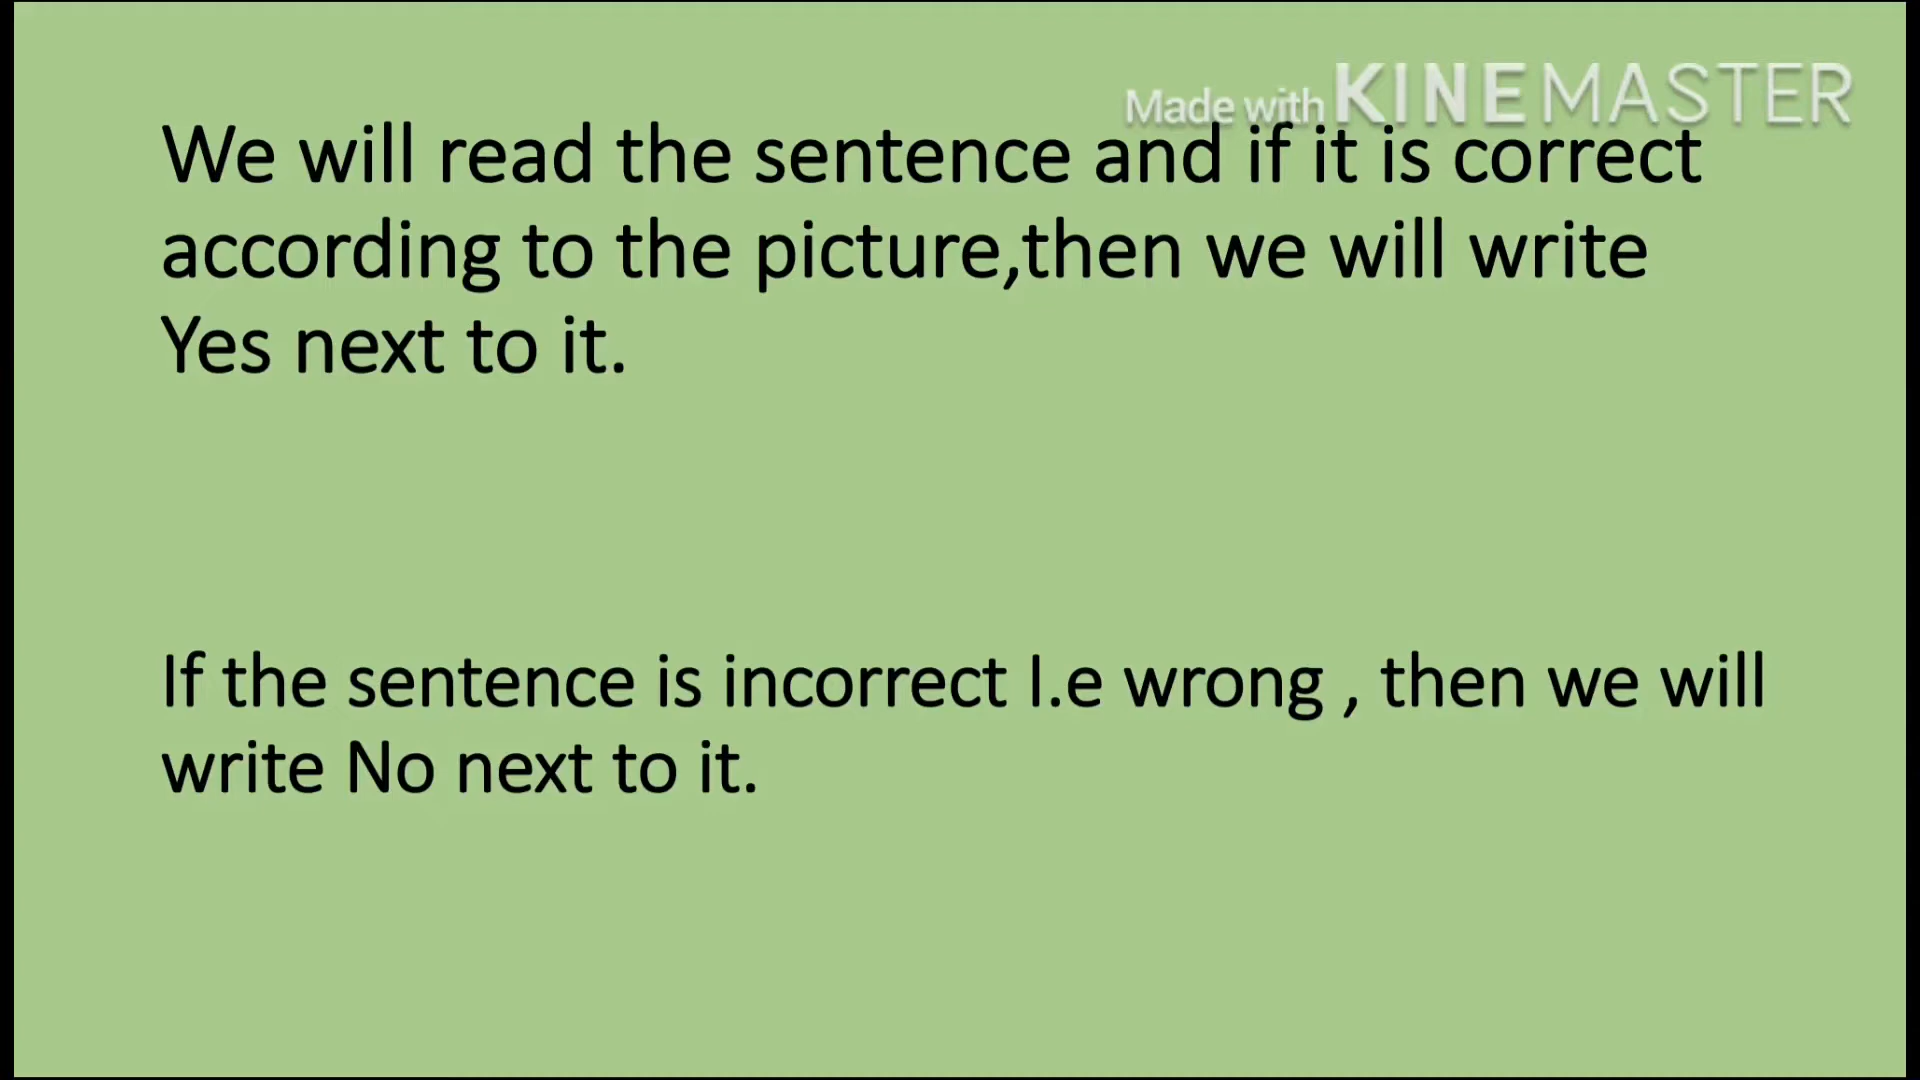 Made with KINEMASTER
We will read the sentence and if it is correct
according to the picture,then we will write
Yes next to it.
If the sentence is incorrect I.e wrong , then we will
write No next to it.